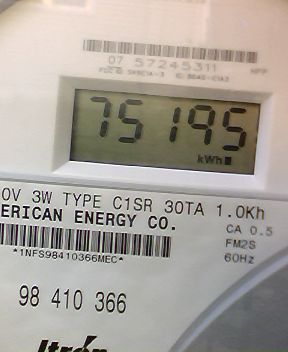 07 57245311
75195
kWh
0V 3W TYPE C1SR 30TA 1.0Kh
ERICAN ENERGY CO.
CA 0.5
FM2S
*1NFS98410366MEC*
60Hz
98 410 366
Itron